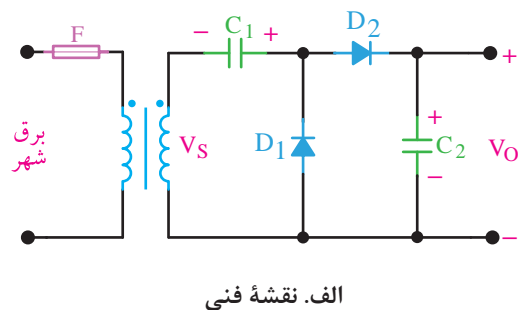 F
− C1 +
D2
+
برق
شهر
VS
D1
+
C2
−
VO
−
الف. نقشهٔ فنی